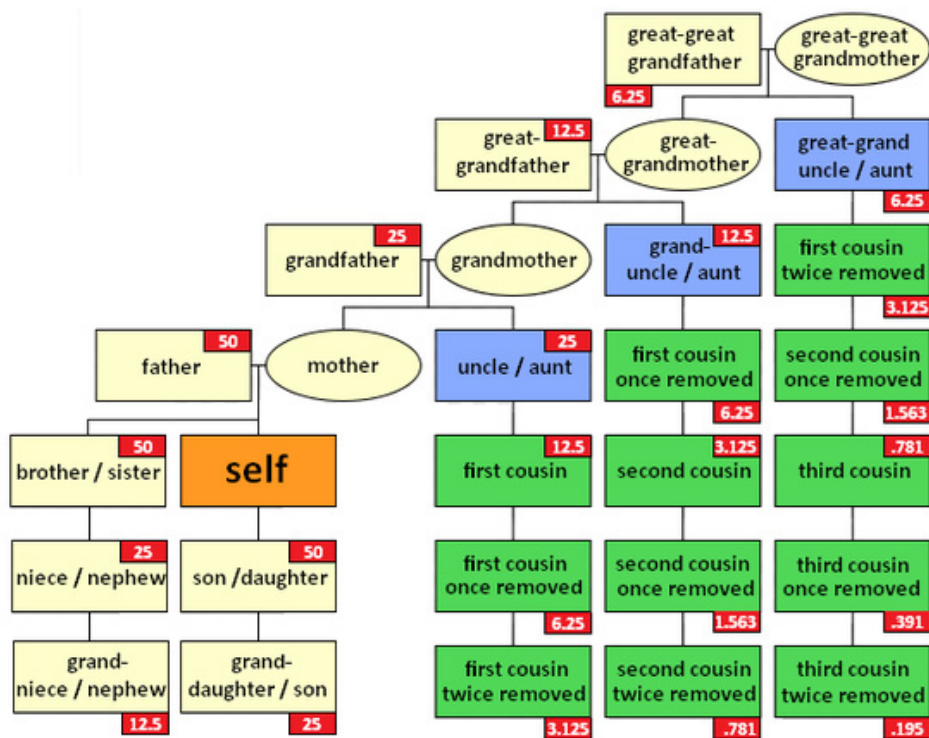 great-great
grandfather
6.25
great-great
grandmother
great-
grandfather
12.5
great-
grandmother
great-grand
uncle / aunt
6.25
grandfather
25
grandmother
grand-
uncle / aunt
12.5
first cousin
twice removed
3.125
father
50
mother
uncle / aunt
25
first cousin
once removed
6.25
second cousin
once removed
1.563
brother / sister
50
self
first cousin
12.5
second cousin
3.125
third cousin
.781
niece / nephew
25
son /daughter
50
first cousin
once removed
6.25
second cousin
once removed
1.563
third cousin
once removed
.391
grand-
niece / nephew
12.5
grand-
daughter / son
25
first cousin
twice removed
3.125
second cousin
twice removed
.781
third cousin
twice removed
.195